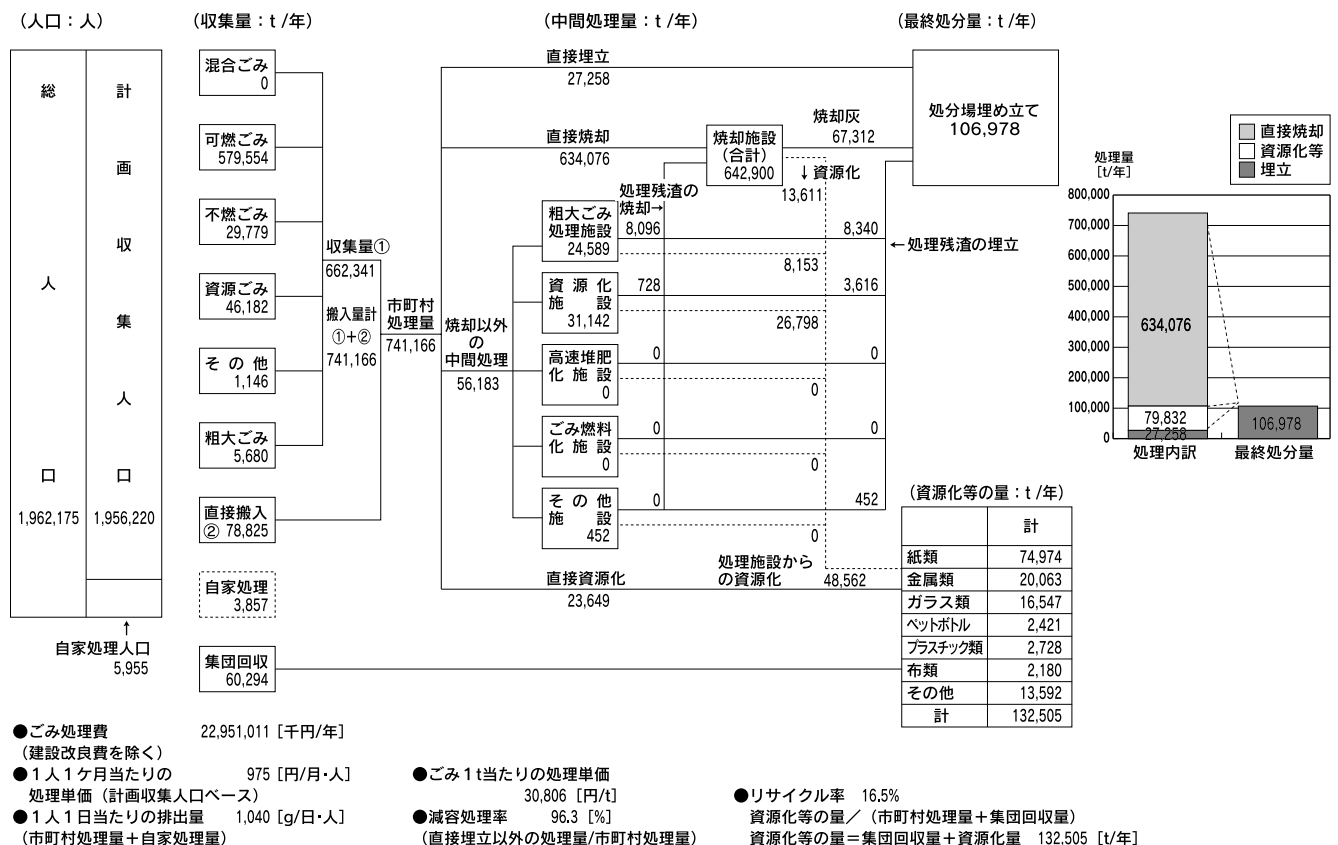 (人口：人)
(収集量：t /年)
(中間処理量：t /年)
(最終処分量：t /年)
総人口
1,962,175
計画収集人口
1,956,220
↑
自家処理人口
5,955
混合ごみ
0
可燃ごみ
579,554
不燃ごみ
29,779
資源ごみ
46,182
その他
1,146
粗大ごみ
5,680
直接搬入
② 78,825
自家処理
3,857
集団回収
60,294
収集量①
662,341
搬入量計
①+②
741,166
市町村
処理量
741,166
直接埋立
27,258
直接焼却
634,076
焼却以外
の
中間処理
56,183
焼却施設
(合計)
642,900
焼却灰
67,312
↓資源化
13,611
処理残渣の
焼却→
粗大ごみ
処理施設
24,589
8,096
8,340
8,153
←処理残渣の埋立
資源化
施設
31,142
728
3,616
26,798
高速堆肥
化施設
0
0
0
0
ごみ燃料
化施設
0
0
0
0
その他
施設
452
0
452
0
処理施設から
の資源化
48,562
直接資源化
23,649
処分場埋め立て
106,978
直接焼却
資源化等
埋立
処理量
[t/年]
800,000
700,000
600,000
500,000
400,000
300,000
200,000
100,000
0
634,076
79,832
27,258
106,978
処理内訳
最終処分量
(資源化等の量：t /年)
計
紙類 74,974
金属類 20,063
ガラス類 16,547
ペットボトル 2,421
プラスチック類 2,728
布類 2,180
その他 13,592
計 132,505
●ごみ処理費 22,951,011 [千円/年]
(建設改良費を除く)
●1人1ケ月当たりの 975 [円/月・人]
処理単価 (計画収集人口ベース)
●1人1日当たりの排出量 1,040 [g/日・人]
(市町村処理量＋自家処理量)
●ごみ1t当たりの処理単価
30,806 [円/t]
●減容処理率 96.3 [%]
(直接埋立以外の処理量/市町村処理量)
●リサイクル率 16.5%
資源化等の量／ (市町村処理量＋集団回収量)
資源化等の量＝集団回収量＋資源化量 132,505 [t/年]